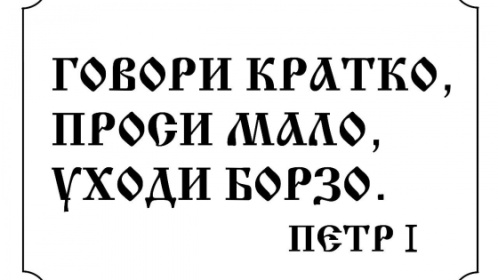 ГОВОРИ КРАТКО,
ПРОСИ МАЛО,
УХОДИ БОРЗО.
ПЕТР I